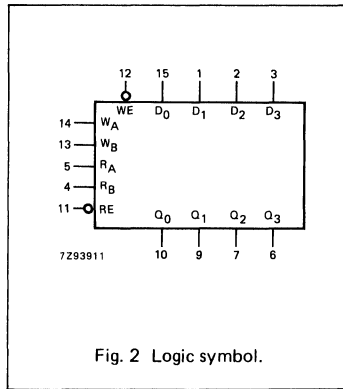 12 15 1 2 3
WE D0 D1 D2 D3
14 WA
13 WB
5 RA
4 RB
11 RE
Q0 Q1 Q2 Q3
7Z93911
10 9 7 6
Fig. 2 Logic symbol.